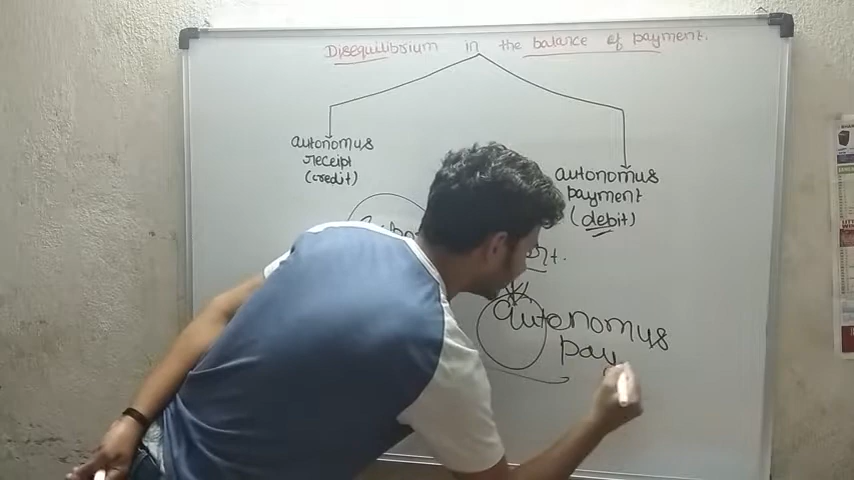 Disequilibrium in the balance of payment.
autonomus
receipt
(credit)
autonomus
payment
(debit)
autonomus
pay